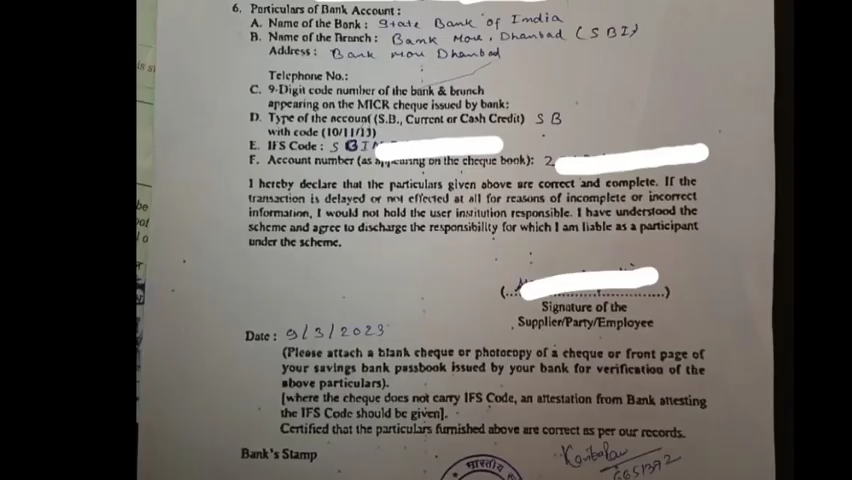 6. Particulars of Bank Account :
A. Name of the Bank : State Bank of India
B. Name of the Branch : Bank More, Dhanbad (SBI)
Address : Bank More Dhanbad
Telephone No.:
C. 9-Digit code number of the bank & brunch
appearing on the MICR cheque issued by bank:
D. Type of the account (S.B., Current or Cash Credit) S B
with code (10/11/13)
E. IFS Code : SBIN
F. Account number (as appearing on the cheque book): 2
I hereby declare that the particulars given above are correct and complete. If the
transaction is delayed or not effected at all for reasons of incomplete or incorrect
information, I would not hold the user institution responsible. I have understood the
scheme and agree to discharge the responsibility for which I am liable as a participant
under the scheme.
(.....................................)
Signature of the
Supplier/Party/Employee
Date : 9/3/2023
(Please attach a blank cheque or photocopy of a cheque or front page of
your savings bank passbook issued by your bank for verification of the
above particulars).
[where the cheque does not carry IFS Code, an attestation from Bank attesting
the IFS Code should be given].
Certified that the particulars furnished above are correct as per our records.
Bank's Stamp
भारतीय